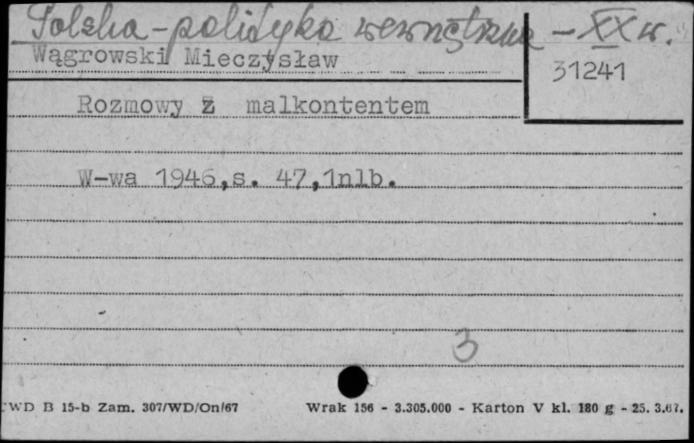 Polska - polityka wewnętrzna - XX w.
Wągrowski Mieczysław
31241
Rozmowy z malkontentem
W-wa 1946,s. 47,1nlb.
3
CWD B 15-b Zam. 307/WD/On/67 Wrak 156 - 3.305.000 - Karton V kl. 180 g - 25. 3.67.